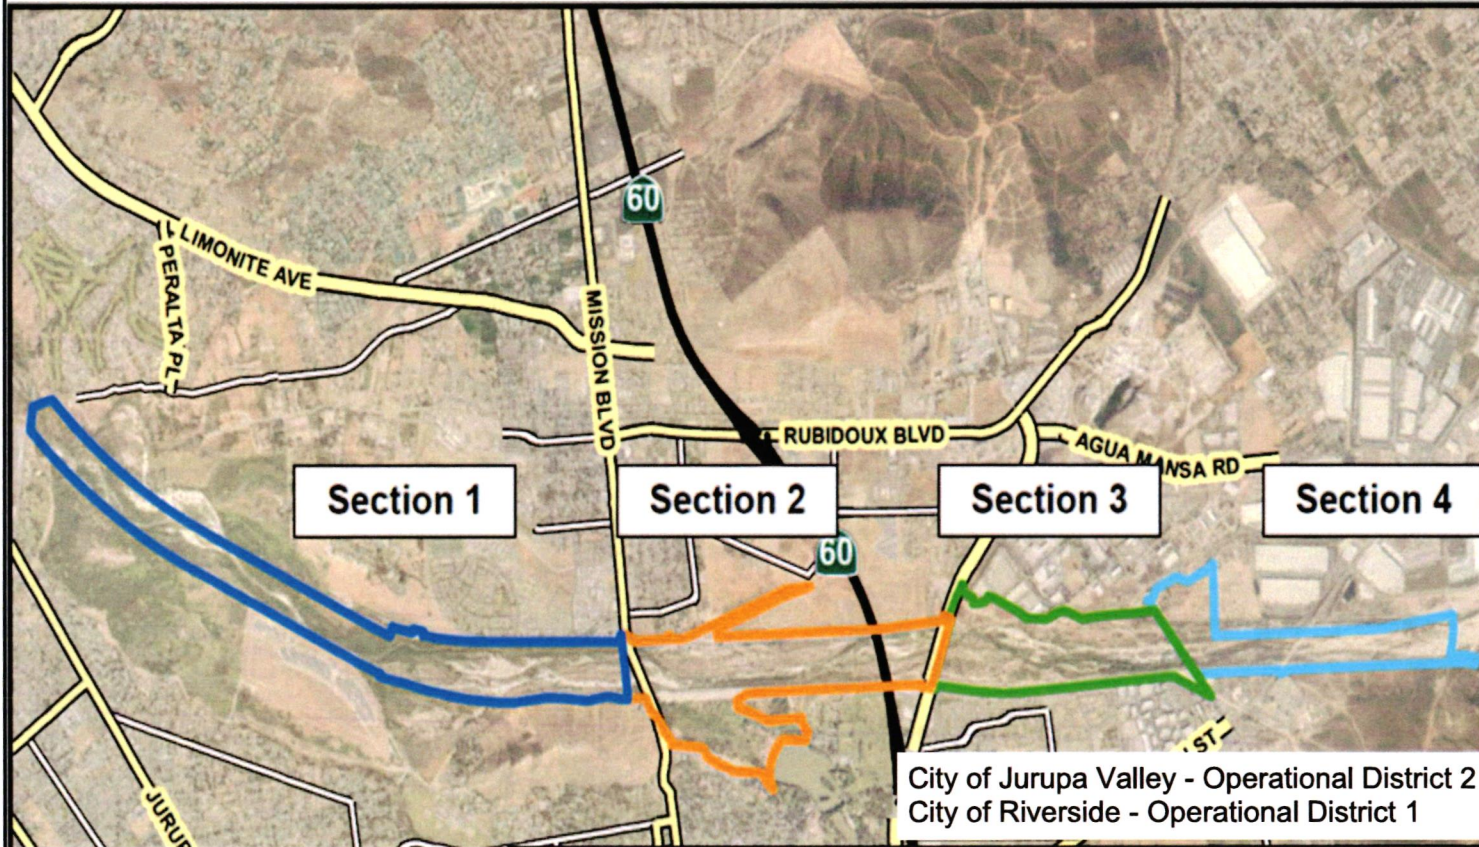 60
LIMONITE AVE
PERALTA PL
MISSION BLVD
RUBIDOUX BLVD
AGUA MANSA RD
Section 1
Section 2
Section 3
Section 4
60
ST
City of Jurupa Valley - Operational District 2
City of Riverside - Operational District 1